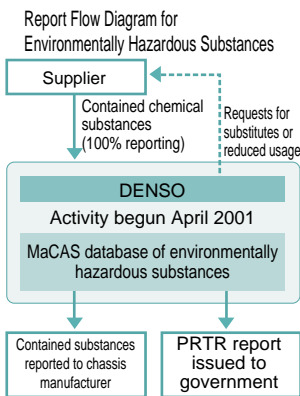 Report Flow Diagram for
Environmentally Hazardous Substances
Supplier
Contained chemical
substances
(100% reporting)
Requests for
substitutes or
reduced usage
DENSO
Activity begun April 2001
MaCAS database of environmentally
hazardous substances
Contained substances
reported to chassis
manufacturer
PRTR report
issued to
government